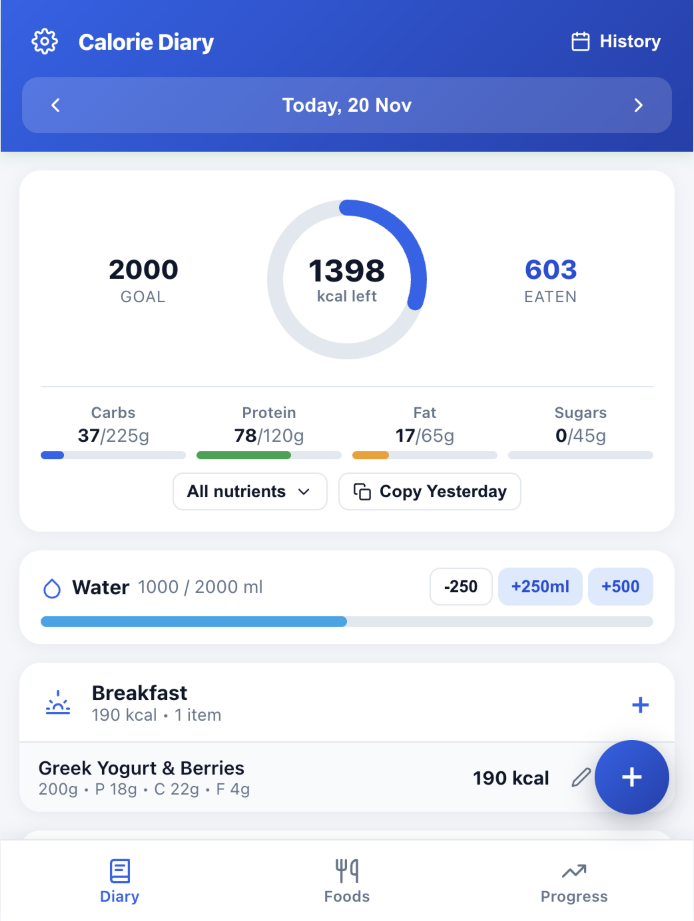 Calorie Diary
History
Today, 20 Nov
2000
GOAL
1398
kcal left
603
EATEN
Carbs
37/225g
Protein
78/120g
Fat
17/65g
Sugars
0/45g
All nutrients
Copy Yesterday
Water 1000 / 2000 ml
-250
+250ml
+500
Breakfast
190 kcal • 1 item
+
Greek Yogurt & Berries
200g • P 18g • C 22g • F 4g
190 kcal
+
Diary
Foods
Progress